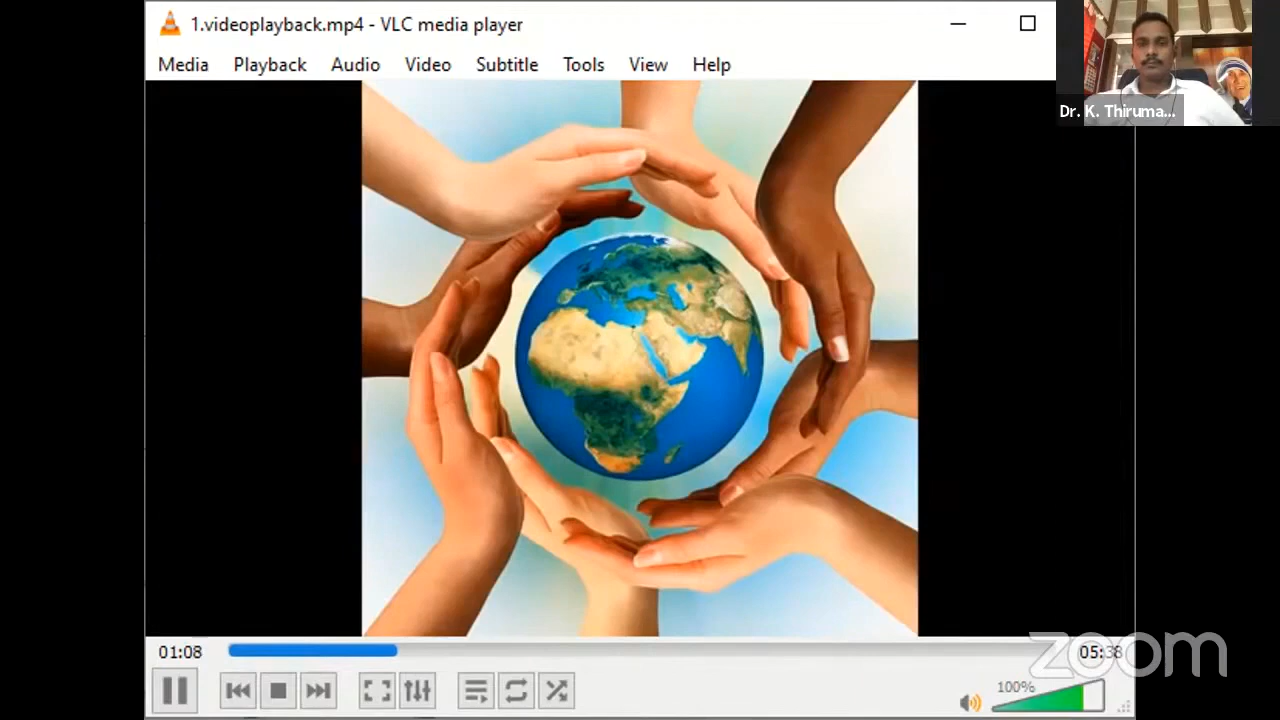 1.videoplayback.mp4 - VLC media player
Media Playback Audio Video Subtitle Tools View Help
Dr. K. Thiruma...
01:08
05:38
100%
zoom